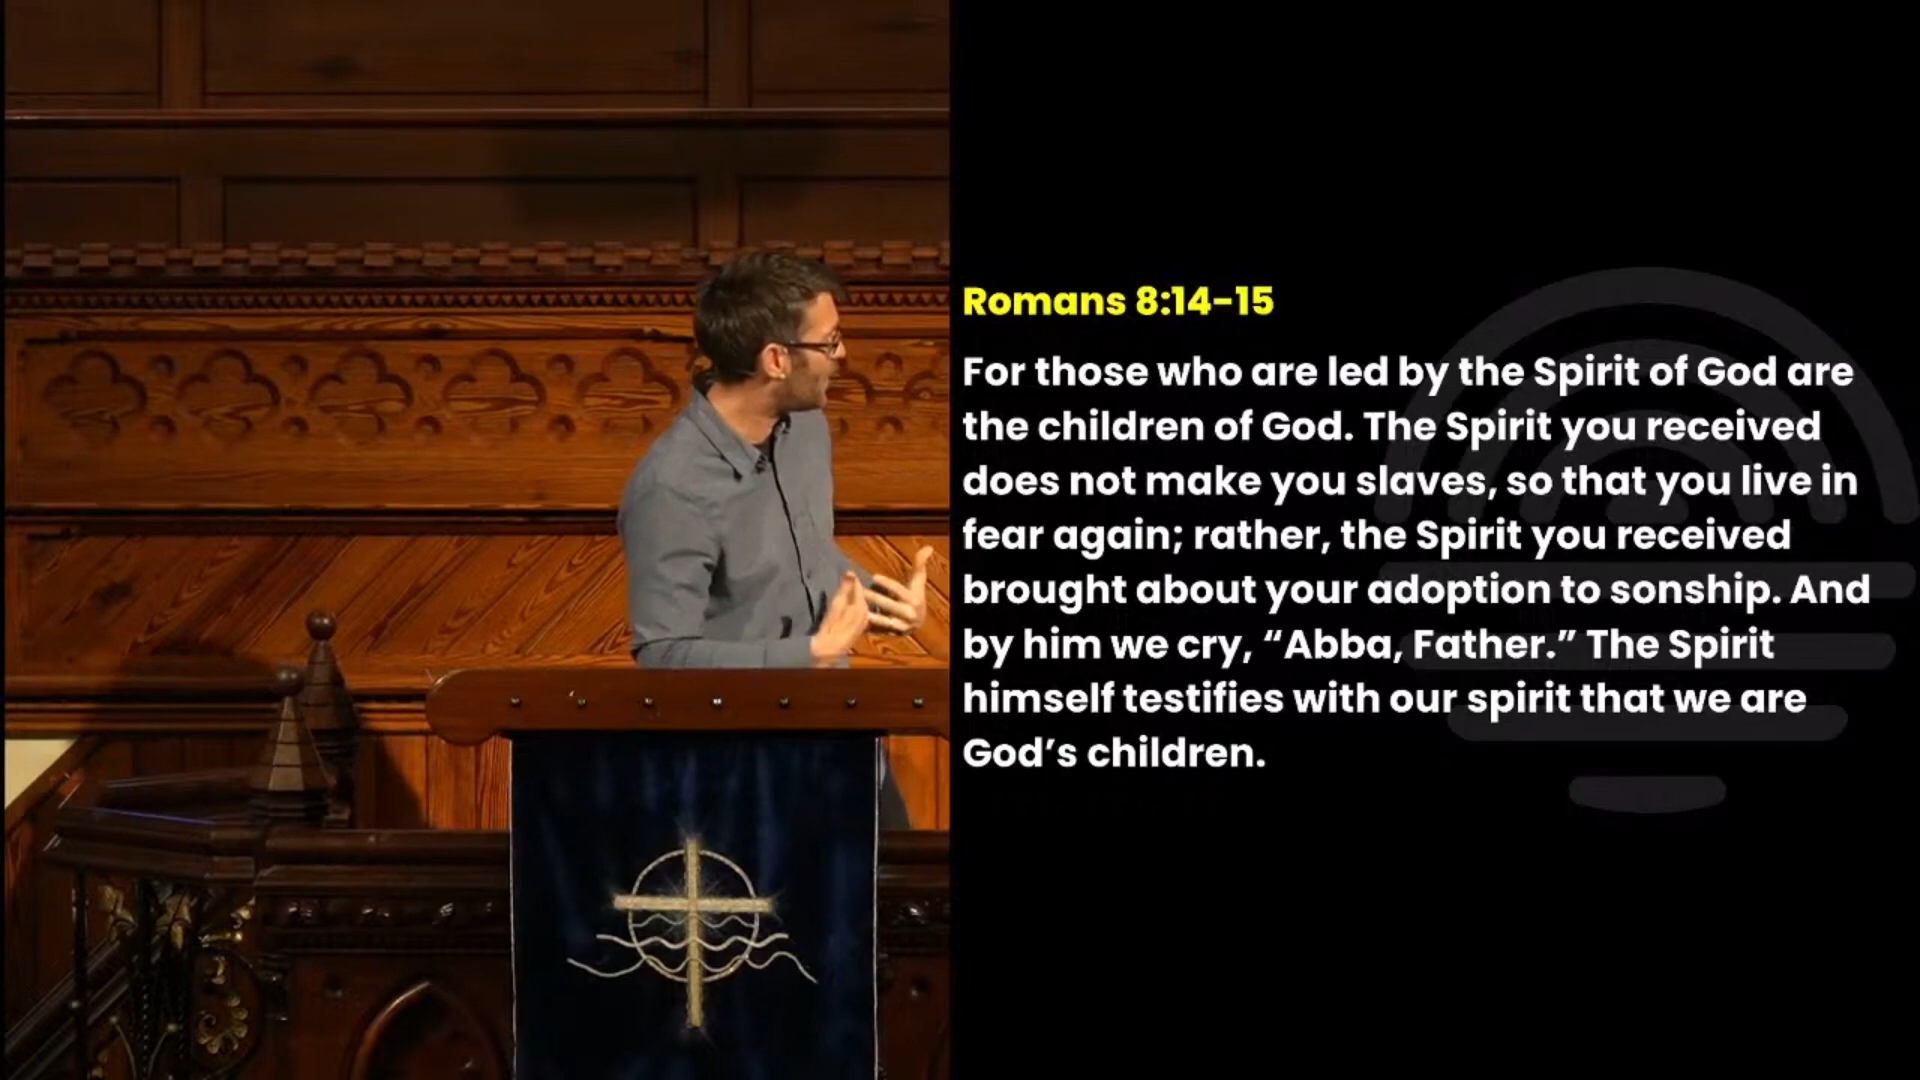 Romans 8:14-15
For those who are led by the Spirit of God are
the children of God. The Spirit you received
does not make you slaves, so that you live in
fear again; rather, the Spirit you received
brought about your adoption to sonship. And
by him we cry, “Abba, Father.” The Spirit
himself testifies with our spirit that we are
God’s children.